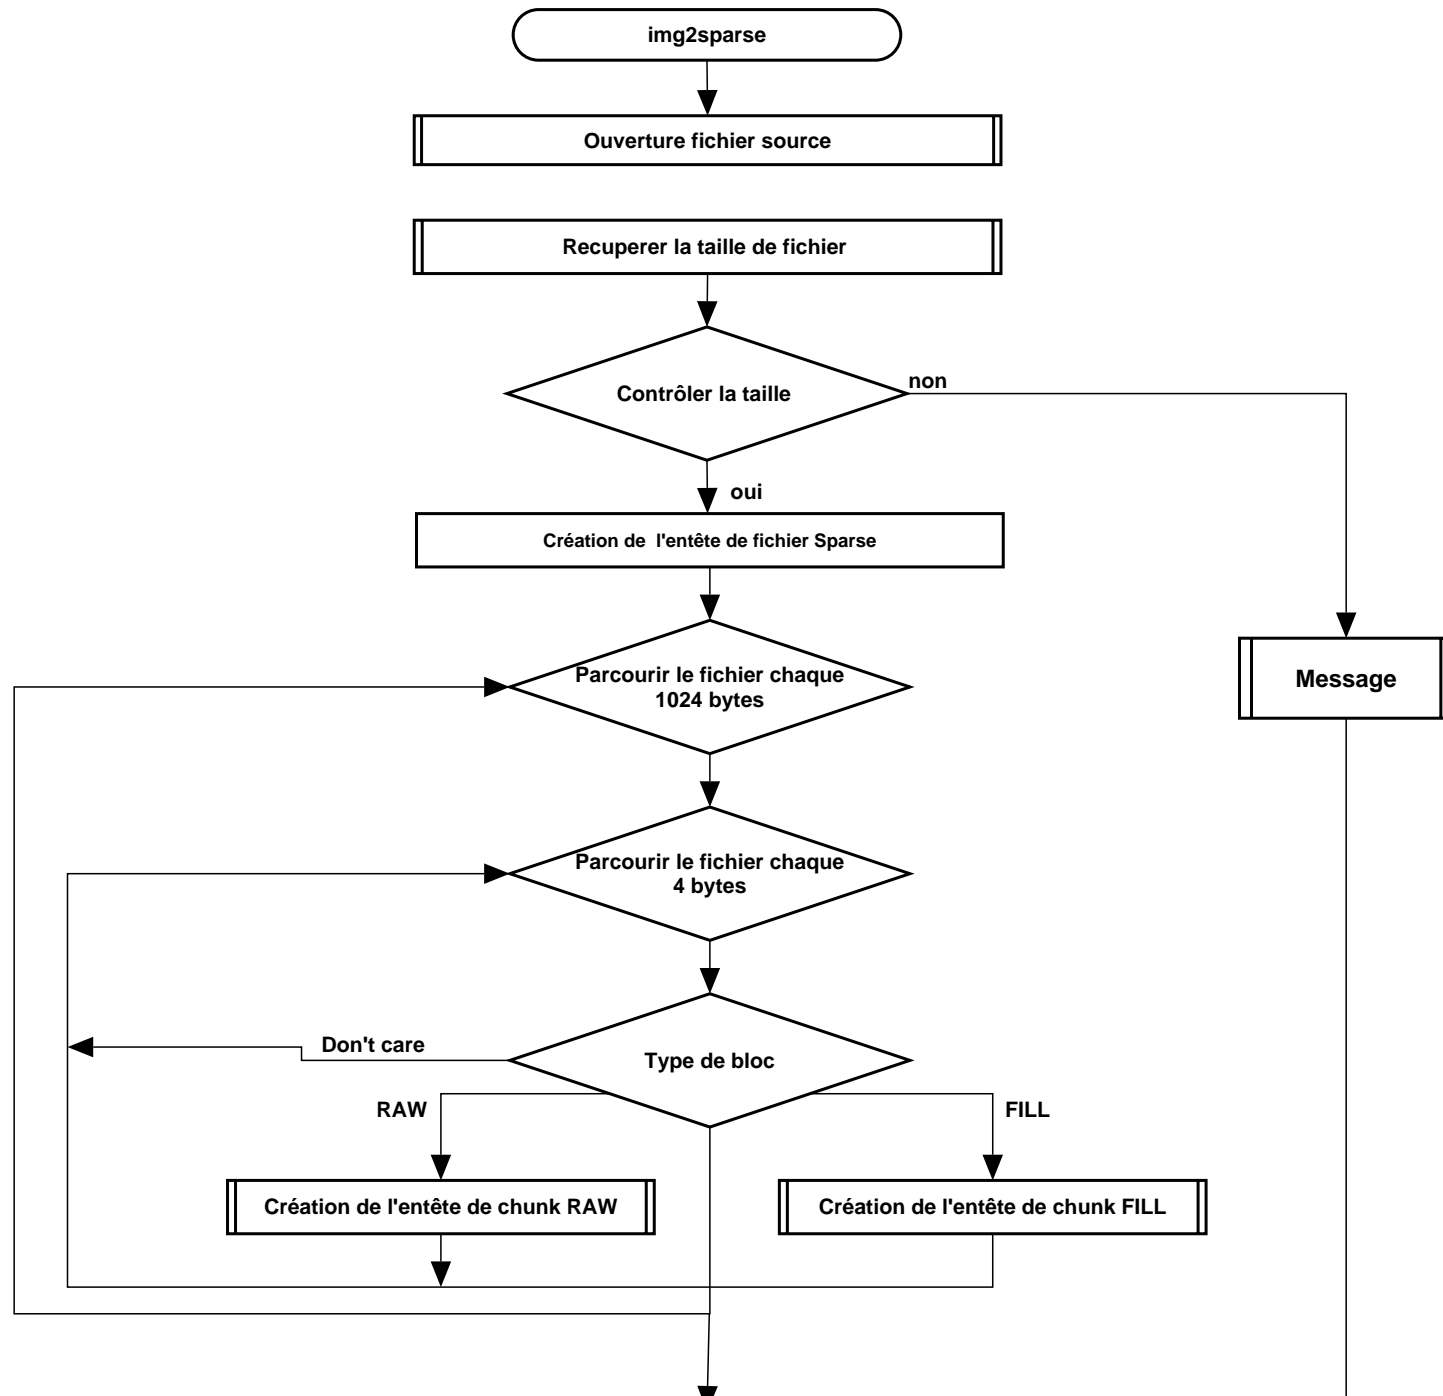 img2sparse
Ouverture fichier source
Recuperer la taille de fichier
Contrôler la taille
non
oui
Création de  l'entête de fichier Sparse
Parcourir le fichier chaque
1024 bytes
Message
Parcourir le fichier chaque
4 bytes
Don't care
Type de bloc
RAW
FILL
Création de l'entête de chunk RAW
Création de l'entête de chunk FILL